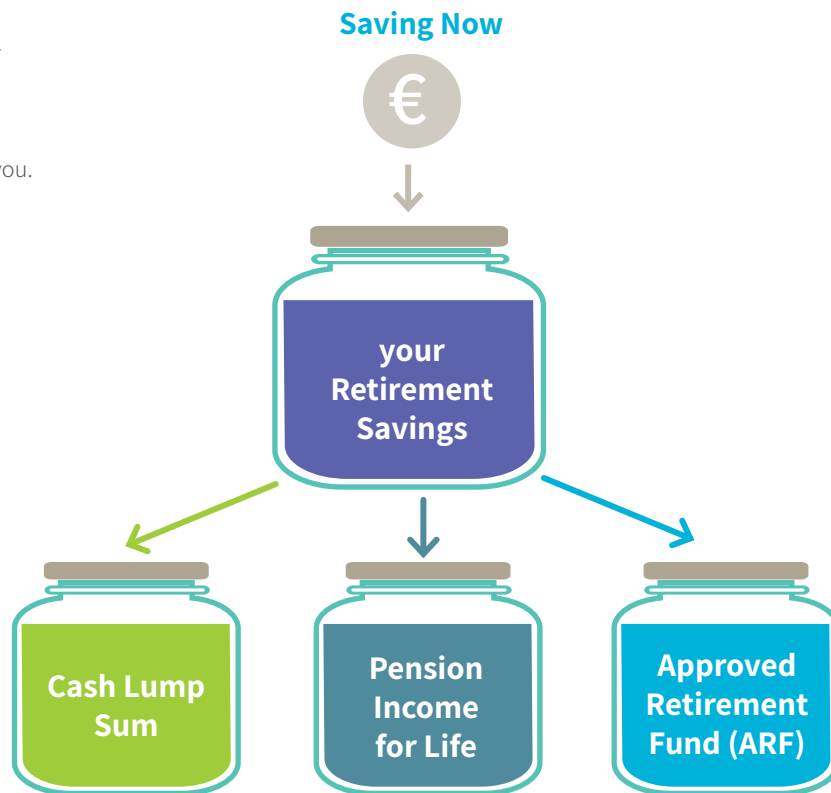 Saving Now
€
you.
your
Retirement
Savings
Cash Lump
Sum
Pension
Income
for Life
Approved
Retirement
Fund (ARF)